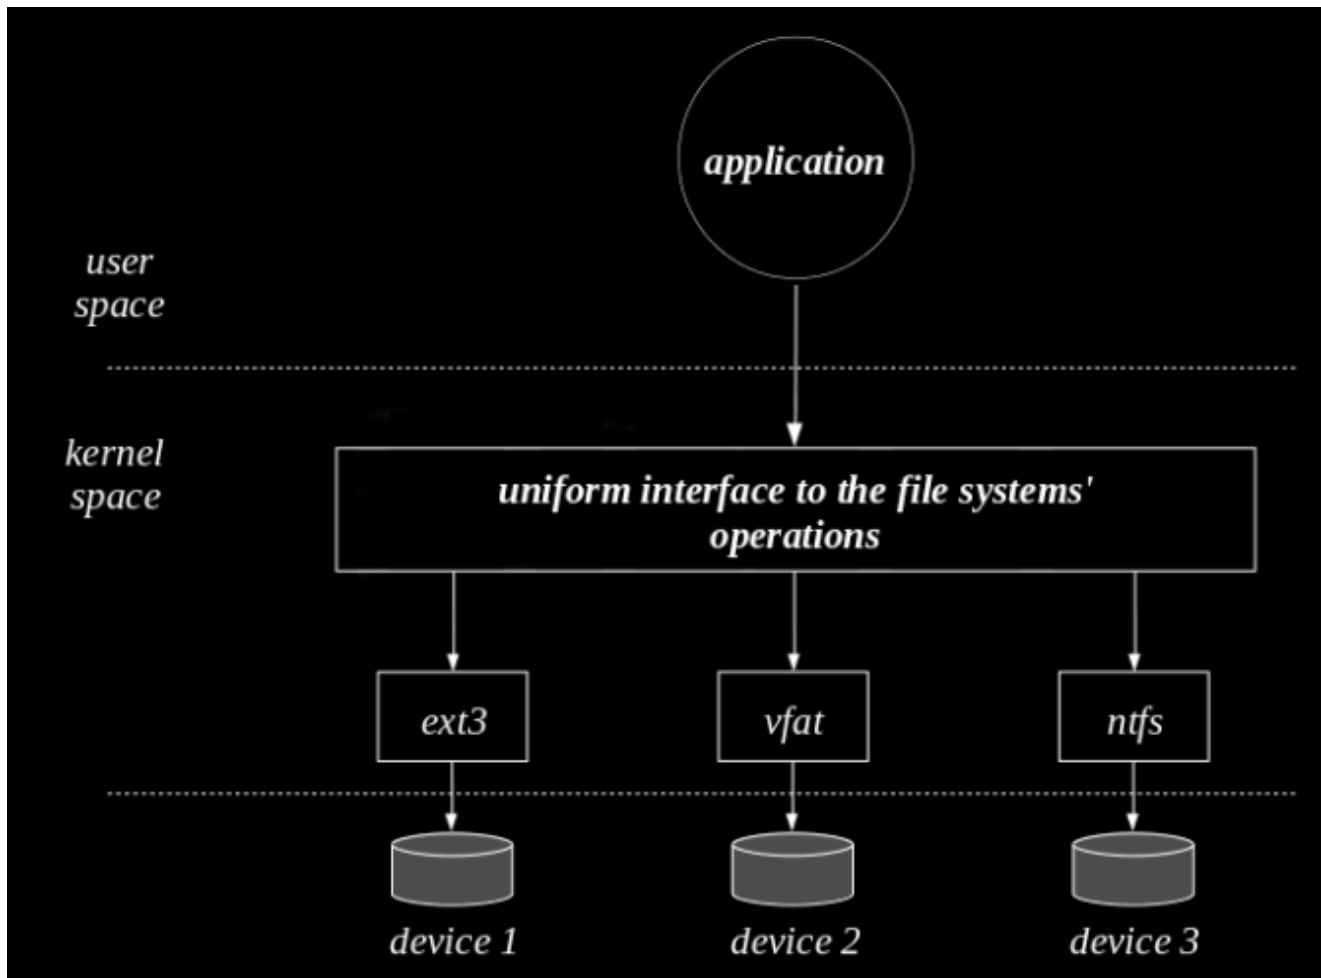 application
user
space
kernel
space
uniform interface to the file systems'
operations
ext3
vfat
ntfs
device 1
device 2
device 3